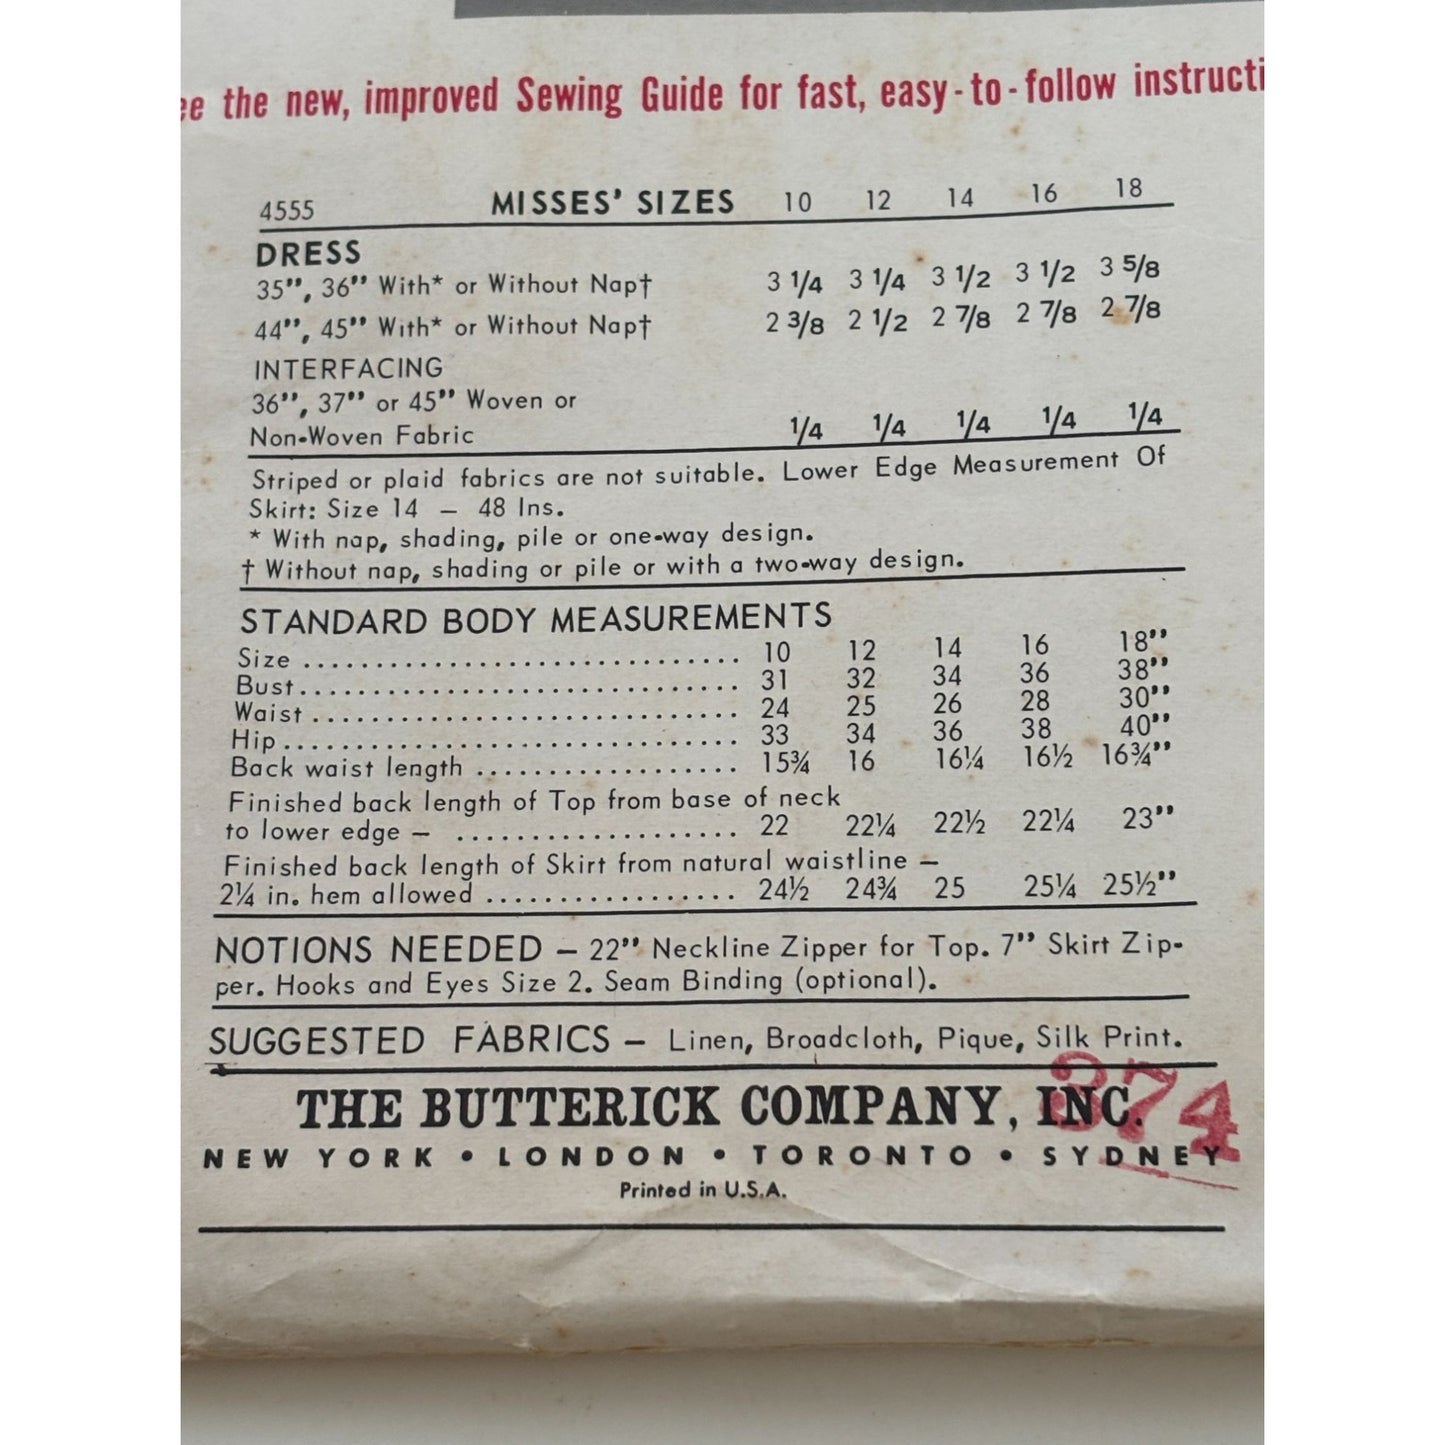 ee the new, improved Sewing Guide for fast, easy-to-follow instructi
4555 MISSES' SIZES 10 12 14 16 18
DRESS
35", 36" With* or Without Nap† 3 1/4 3 1/4 3 1/2 3 1/2 3 5/8
44", 45" With* or Without Nap† 2 3/8 2 1/2 2 7/8 2 7/8 2 7/8
INTERFACING
36", 37" or 45" Woven or
Non-Woven Fabric 1/4 1/4 1/4 1/4 1/4
Striped or plaid fabrics are not suitable. Lower Edge Measurement Of
Skirt: Size 14 – 48 Ins.
* With nap, shading, pile or one-way design.
† Without nap, shading or pile or with a two-way design.
STANDARD BODY MEASUREMENTS
Size ............................... 10 12 14 16 18"
Bust............................... 31 32 34 36 38"
Waist .............................. 24 25 26 28 30"
Hip................................ 33 34 36 38 40"
Back waist length ................... 15¾ 16 16¼ 16½ 16¾"
Finished back length of Top from base of neck
to lower edge – .................... 22 22¼ 22½ 22¼ 23"
Finished back length of Skirt from natural waistline –
2¼ in. hem allowed .................. 24½ 24¾ 25 25¼ 25½"
NOTIONS NEEDED – 22" Neckline Zipper for Top. 7" Skirt Zip-
per. Hooks and Eyes Size 2. Seam Binding (optional).
SUGGESTED FABRICS – Linen, Broadcloth, Pique, Silk Print.
374
THE BUTTERICK COMPANY, INC.
NEW YORK • LONDON • TORONTO • SYDNEY
Printed in U.S.A.